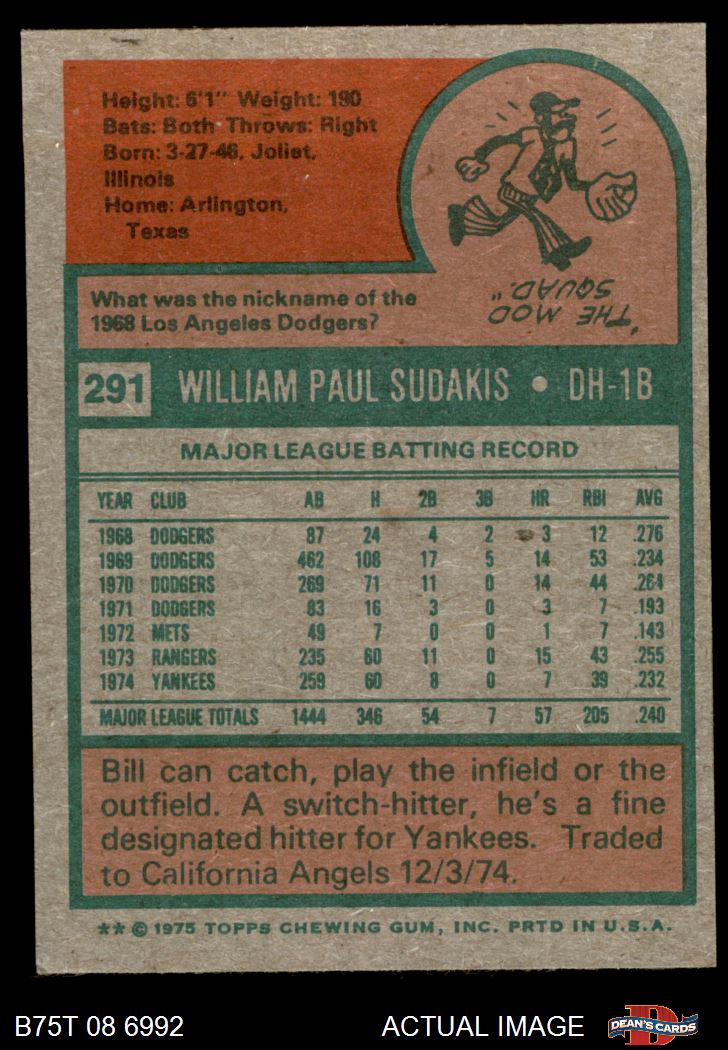 Height: 6'1" Weight: 190
Bats: Both Throws: Right
Born: 3-27-46, Joliet,
Illinois
Home: Arlington,
Texas
What was the nickname of the
1968 Los Angeles Dodgers?
"THE MOD
SQUAD."
291 WILLIAM PAUL SUDAKIS • DH-1B
MAJOR LEAGUE BATTING RECORD
YEAR CLUB AB H 2B 3B HR RBI AVG
1968 DODGERS 87 24 4 2 3 12 .276
1969 DODGERS 462 108 17 5 14 53 .234
1970 DODGERS 269 71 11 0 14 44 .264
1971 DODGERS 83 16 3 0 3 7 .193
1972 METS 49 7 0 0 1 7 .143
1973 RANGERS 235 60 11 0 15 43 .255
1974 YANKEES 259 60 8 0 7 39 .232
MAJOR LEAGUE TOTALS 1444 346 54 7 57 205 .240
Bill can catch, play the infield or the
outfield. A switch-hitter, he's a fine
designated hitter for Yankees. Traded
to California Angels 12/3/74.
** © 1975 TOPPS CHEWING GUM, INC. PRTD IN U.S.A.
B75T 08 6992 ACTUAL IMAGE DEAN'S CARDS